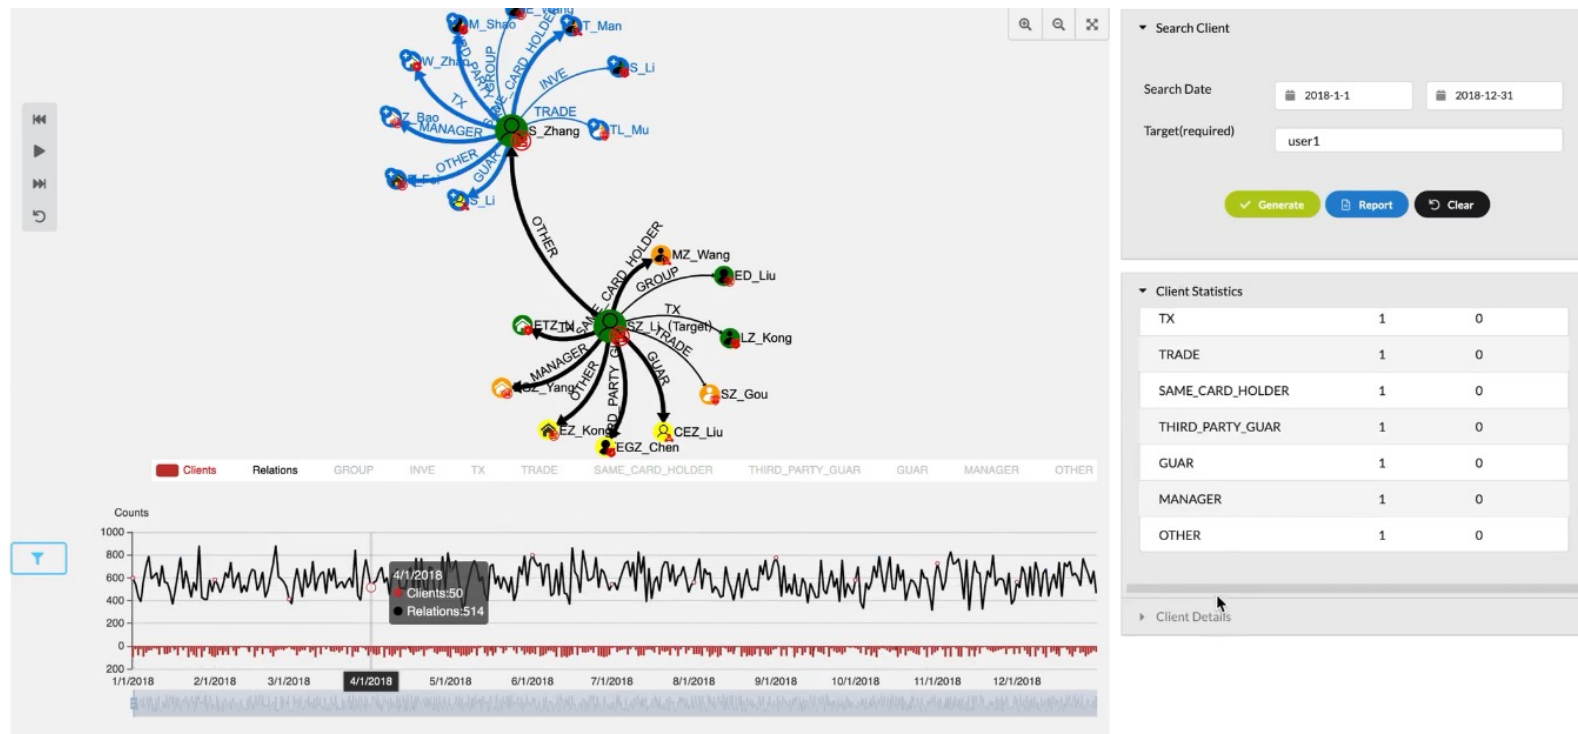 M_Shao
T_Man
W_Zhao
S_Li
GROUP
SAME_CARD_HOLDER
INVE
TX
TRADE
Z_Bao
MANAGER
S_Zhang
TL_Mu
OTHER
GUAR
S_Li
OTHER
SAME_CARD_HOLDER
MZ_Wang
GROUP
ED_Liu
TX
SZ_Li_(Target)
TRADE
LZ_Kong
MANAGER
OTHER
GUAR
SZ_Gou
EZ_Kong
CEZ_Liu
EGZ_Chen
Clients Relations GROUP INVE TX TRADE SAME_CARD_HOLDER THIRD_PARTY_GUAR GUAR MANAGER OTHER
Counts
1000
800
600
400
200
0
200
4/1/2018
Clients:50
Relations:514
1/1/2018 2/1/2018 3/1/2018 4/1/2018 5/1/2018 6/1/2018 7/1/2018 8/1/2018 9/1/2018 10/1/2018 11/1/2018 12/1/2018
Search Client
Search Date 2018-1-1 2018-12-31
Target(required) user1
Generate Report Clear
Client Statistics
TX 1 0
TRADE 1 0
SAME_CARD_HOLDER 1 0
THIRD_PARTY_GUAR 1 0
GUAR 1 0
MANAGER 1 0
OTHER 1 0
Client Details